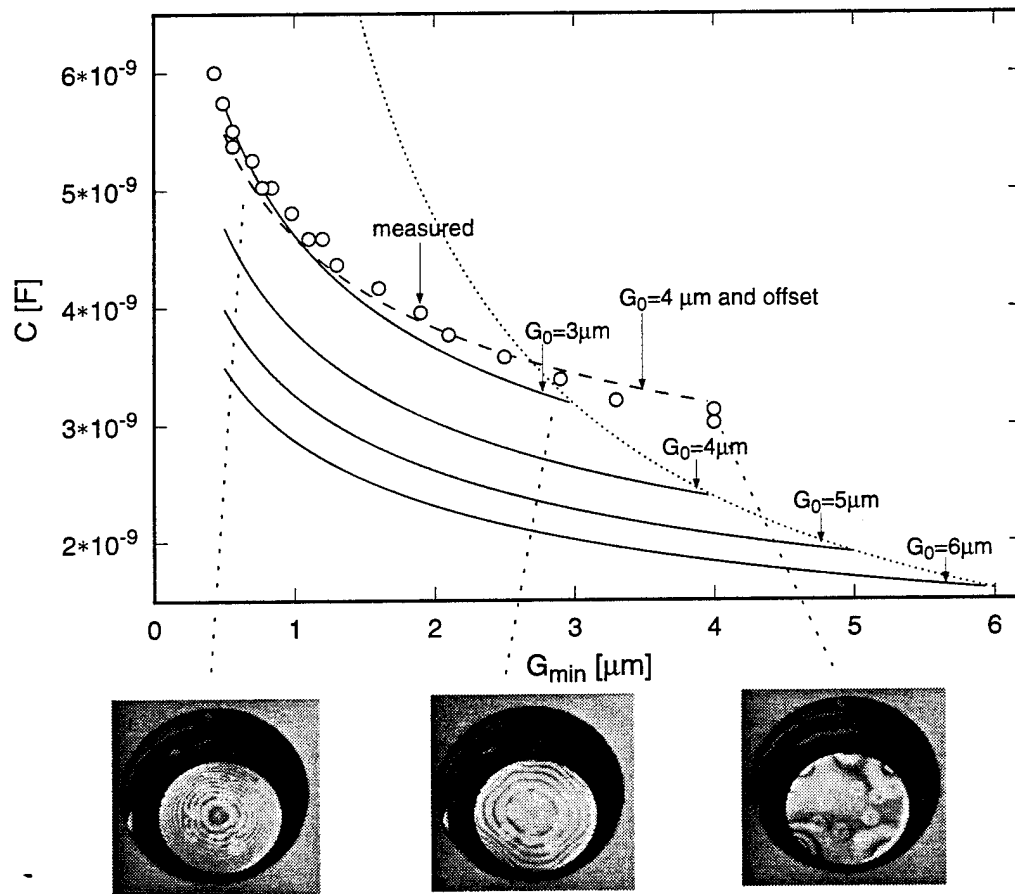 6*10-9
5*10-9
4*10-9
3*10-9
2*10-9
C [F]
measured
G0=4 μm and offset
G0=3μm
G0=4μm
G0=5μm
G0=6μm
0 1 2 3 4 5 6
Gmin [μm]